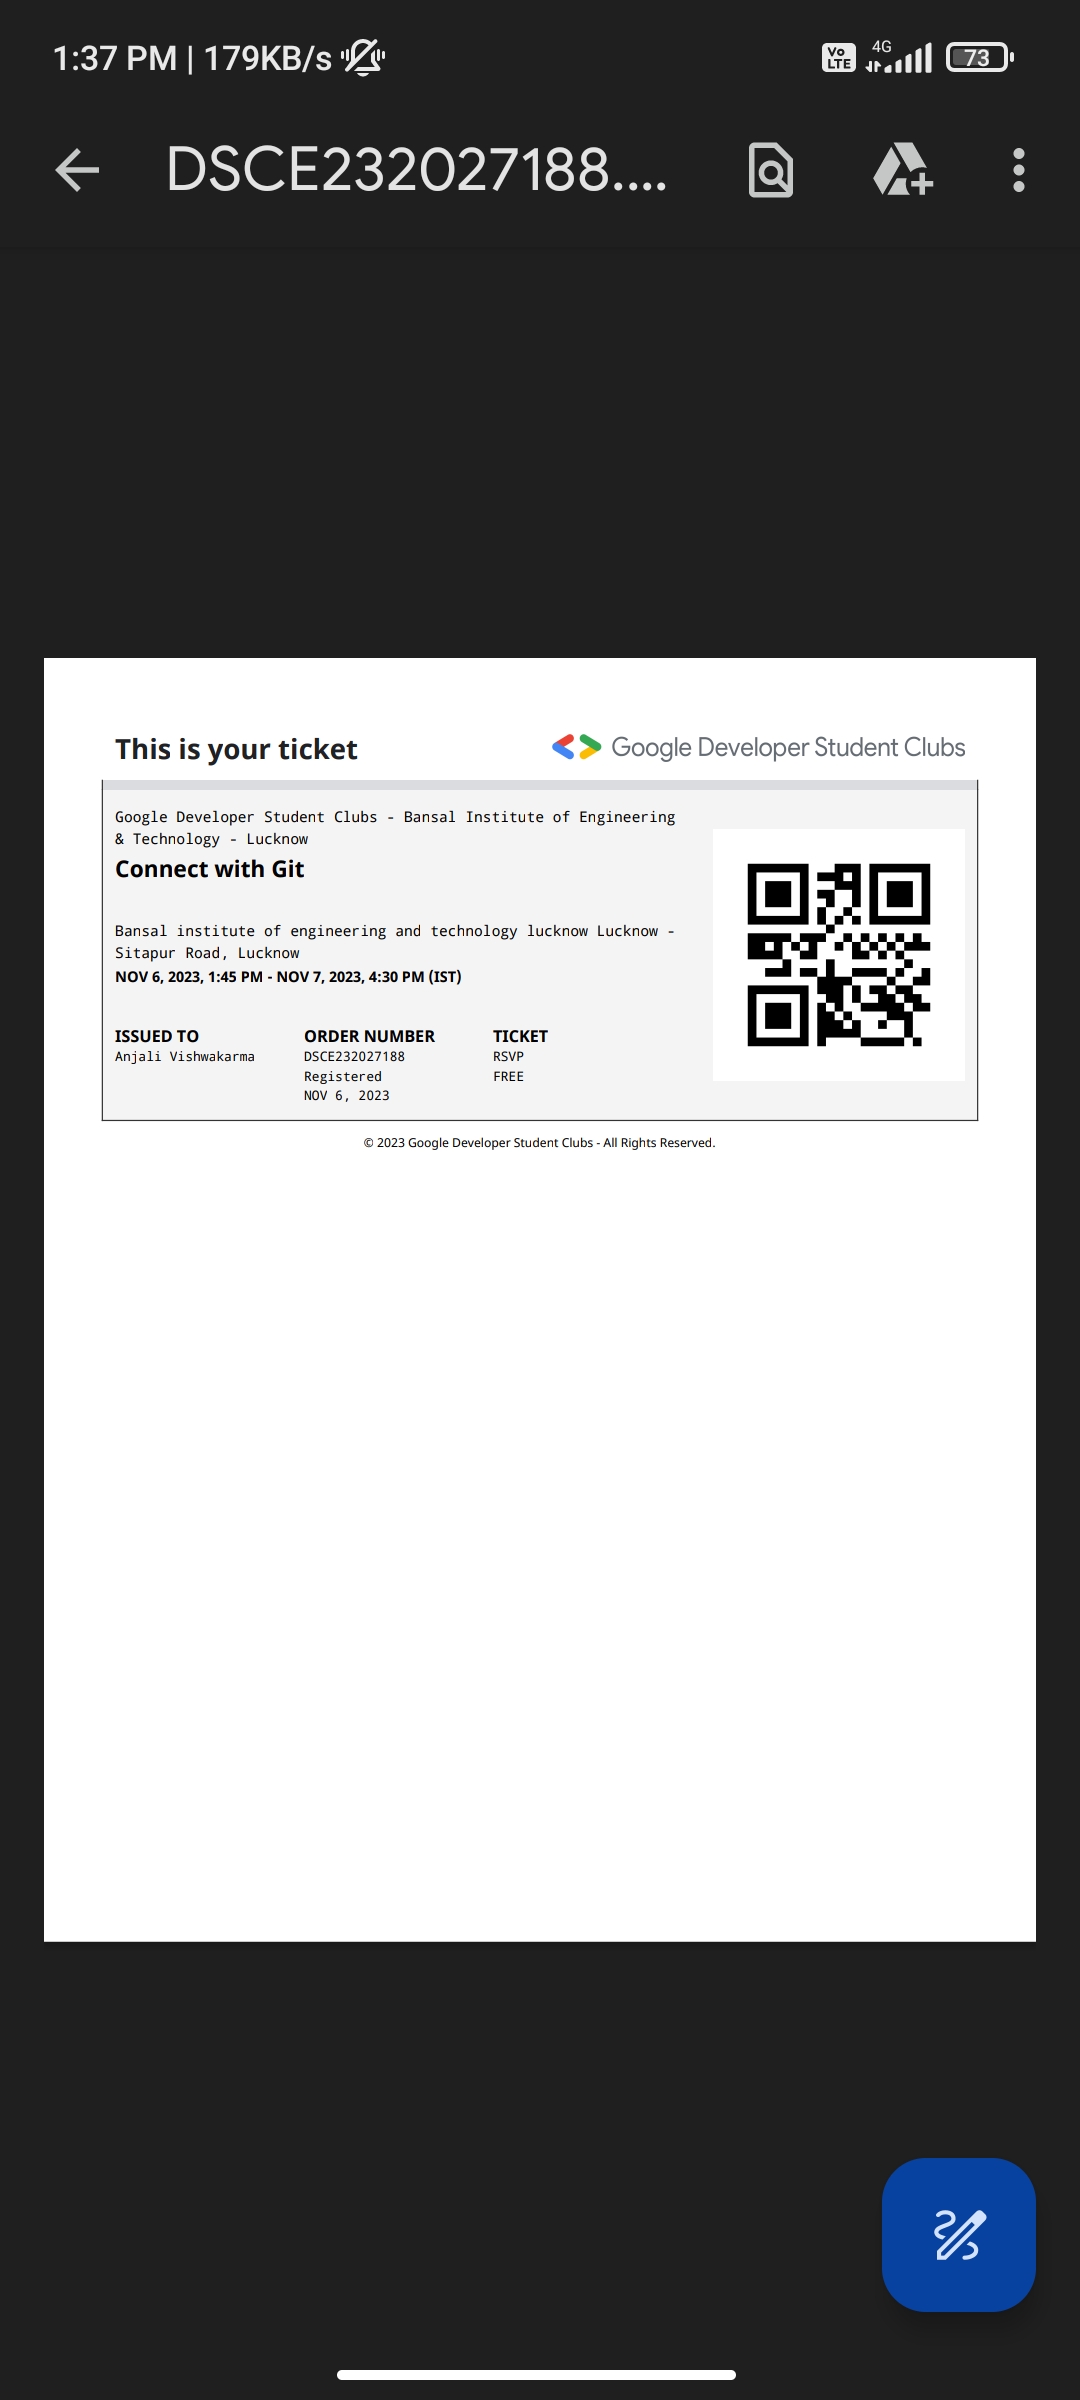 1:37 PM | 179KB/s
Vo
LTE
4G
73
DSCE232027188....
This is your ticket
Google Developer Student Clubs
Google Developer Student Clubs - Bansal Institute of Engineering
& Technology - Lucknow
Connect with Git
Bansal institute of engineering and technology lucknow Lucknow -
Sitapur Road, Lucknow
NOV 6, 2023, 1:45 PM - NOV 7, 2023, 4:30 PM (IST)
ISSUED TO ORDER NUMBER TICKET
Anjali Vishwakarma DSCE232027188 RSVP
Registered FREE
NOV 6, 2023
© 2023 Google Developer Student Clubs - All Rights Reserved.